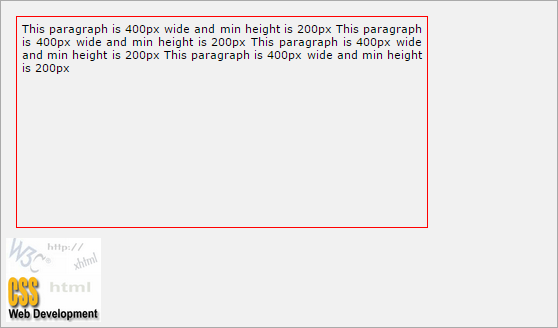 This paragraph is 400px wide and min height is 200px This paragraph
is 400px wide and min height is 200px This paragraph is 400px wide
and min height is 200px This paragraph is 400px wide and min height
is 200px
W3C®
http://
xhtml
html
CSS
Web Development